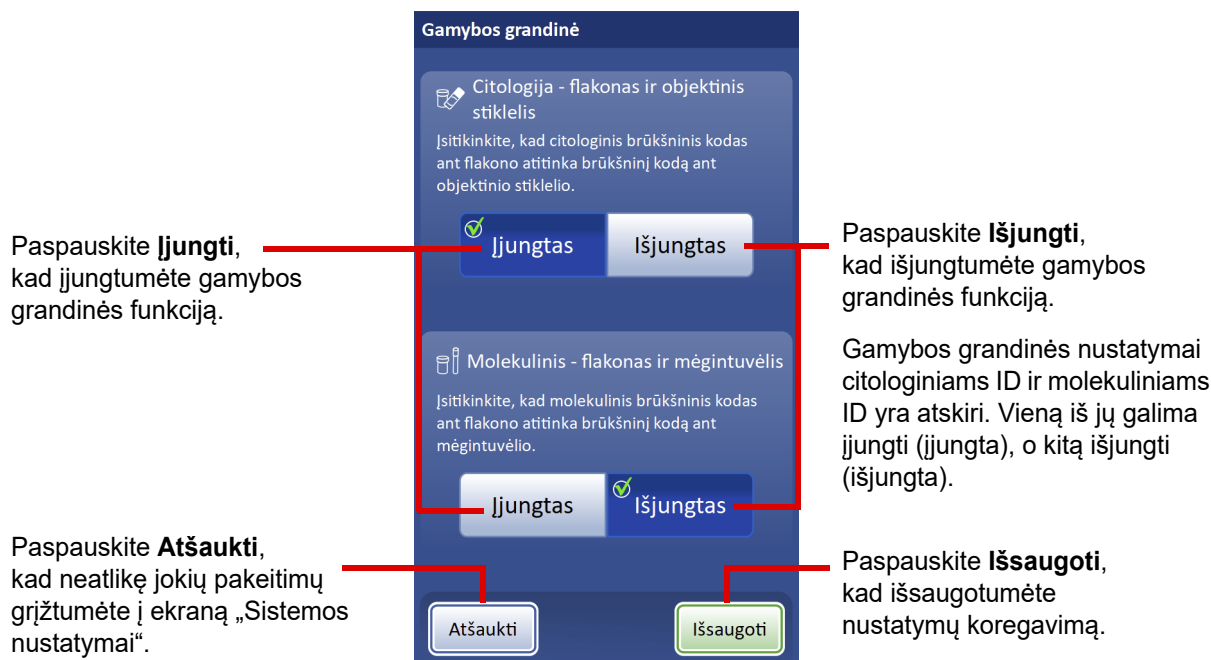 Gamybos grandinė
Citologija - flakonas ir objektinis
stiklelis
Įsitikinkite, kad citologinis brūkšninis kodas
ant flakono atitinka brūkšninį kodą ant
objektinio stiklelio.
Įjungtas
Išjungtas
Paspauskite Įjungti,
kad įjungtumėte gamybos
grandinės funkciją.
Paspauskite Išjungti,
kad išjungtumėte gamybos
grandinės funkciją.
Gamybos grandinės nustatymai
citologiniams ID ir molekuliniams
ID yra atskiri. Vieną iš jų galima
įjungti (įjungta), o kitą išjungti
(išjungta).
Molekulinis - flakonas ir mėgintuvėlis
Įsitikinkite, kad molekulinis brūkšninis kodas
ant flakono atitinka brūkšninį kodą ant
mėgintuvėlio.
Įjungtas
Išjungtas
Paspauskite Atšaukti,
kad neatlikę jokių pakeitimų
grįžtumėte į ekraną „Sistemos
nustatymai“.
Atšaukti
Išsaugoti
Paspauskite Išsaugoti,
kad išsaugotumėte
nustatymų koregavimą.